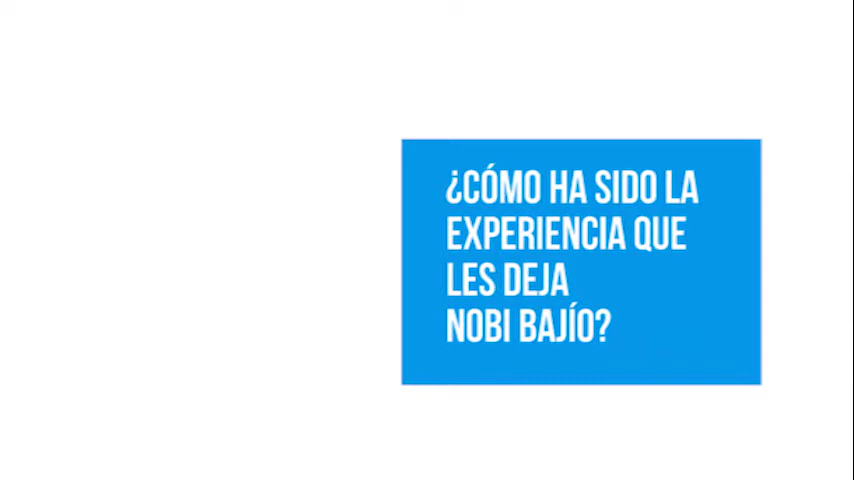 ¿CÓMO HA SIDO LA
EXPERIENCIA QUE
LES DEJA
NOBI BAJÍO?